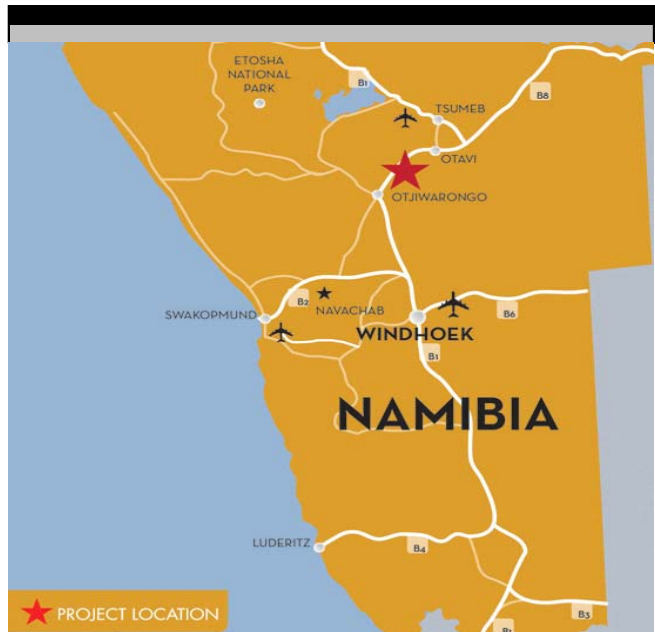 ETOSHA
NATIONAL
PARK
B1
B8
TSUMEB
OTAVI
OTJIWARONGO
B2
NAVACHAB
SWAKOPMUND
B6
WINDHOEK
B1
NAMIBIA
LUDERITZ
B4
B3
PROJECT LOCATION